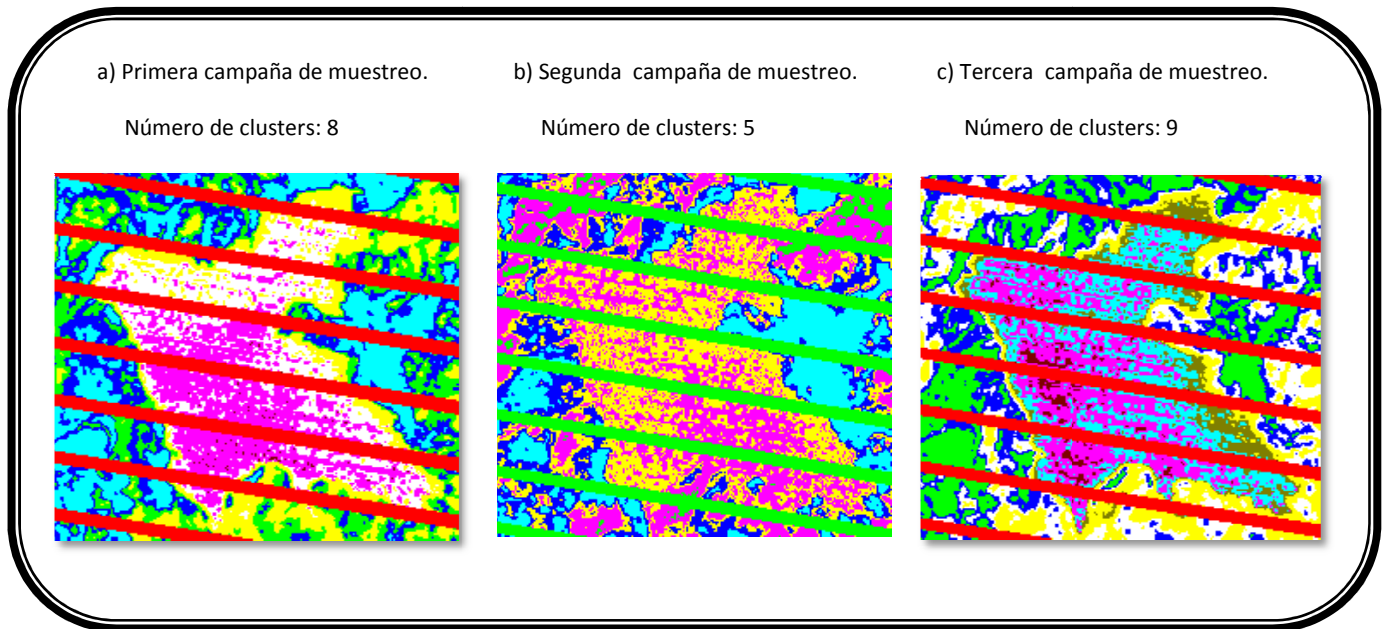 a) Primera campaña de muestreo.
Número de clusters: 8
b) Segunda campaña de muestreo.
Número de clusters: 5
c) Tercera campaña de muestreo.
Número de clusters: 9